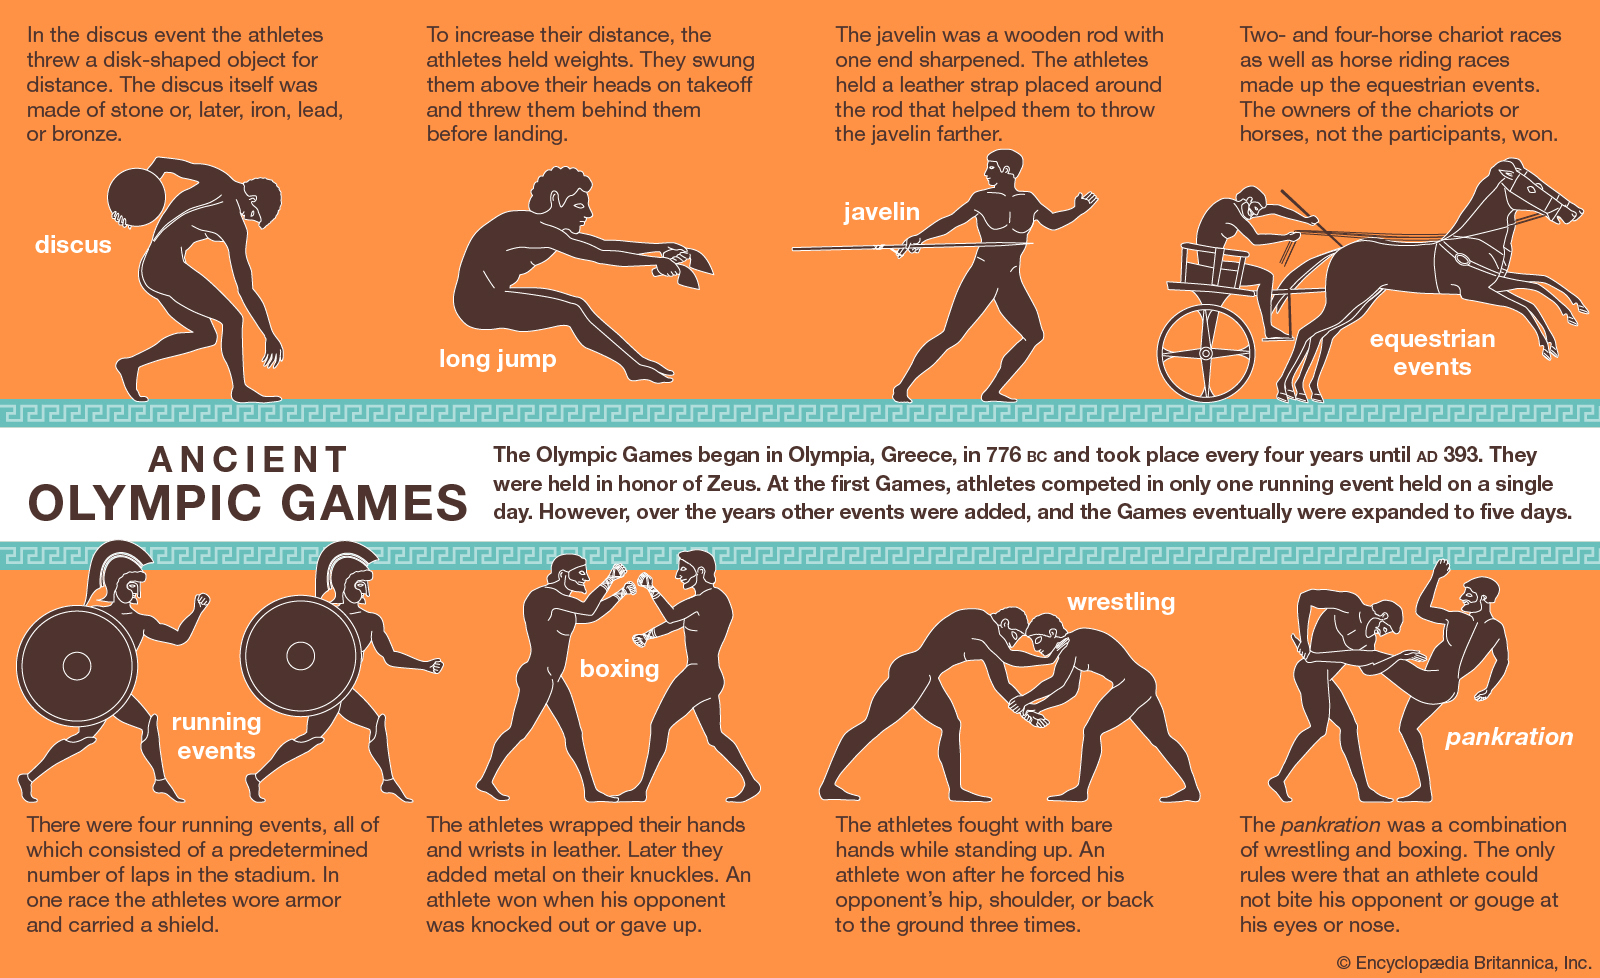 In the discus event the athletes
threw a disk-shaped object for
distance. The discus itself was
made of stone or, later, iron, lead,
or bronze.
discus
To increase their distance, the
athletes held weights. They swung
them above their heads on takeoff
and threw them behind them
before landing.
long jump
The javelin was a wooden rod with
one end sharpened. The athletes
held a leather strap placed around
the rod that helped them to throw
the javelin farther.
javelin
Two- and four-horse chariot races
as well as horse riding races
made up the equestrian events.
The owners of the chariots or
horses, not the participants, won.
equestrian
events
ANCIENT
OLYMPIC GAMES
The Olympic Games began in Olympia, Greece, in 776 BC and took place every four years until AD 393. They
were held in honor of Zeus. At the first Games, athletes competed in only one running event held on a single
day. However, over the years other events were added, and the Games eventually were expanded to five days.
running
events
There were four running events, all of
which consisted of a predetermined
number of laps in the stadium. In
one race the athletes wore armor
and carried a shield.
boxing
The athletes wrapped their hands
and wrists in leather. Later they
added metal on their knuckles. An
athlete won when his opponent
was knocked out or gave up.
wrestling
The athletes fought with bare
hands while standing up. An
athlete won after he forced his
opponent's hip, shoulder, or back
to the ground three times.
pankration
The pankration was a combination
of wrestling and boxing. The only
rules were that an athlete could
not bite his opponent or gouge at
his eyes or nose.
© Encyclopædia Britannica, Inc.